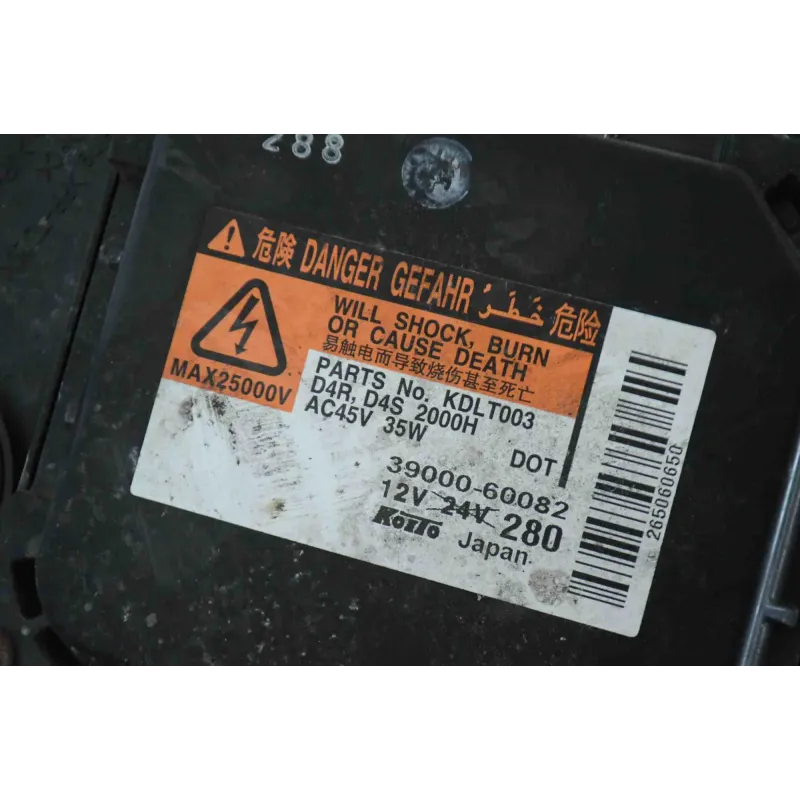 288
危険 DANGER GEFAHR خَطَرٌ 危险
WILL SHOCK, BURN
OR CAUSE DEATH
易触电而导致烧伤甚至死亡
MAX25000V
PARTS No. KDLT003
D4R, D4S 2000H
AC45V 35W
DOT
39000-60082
12V 24V 280
KOITO Japan
265060650